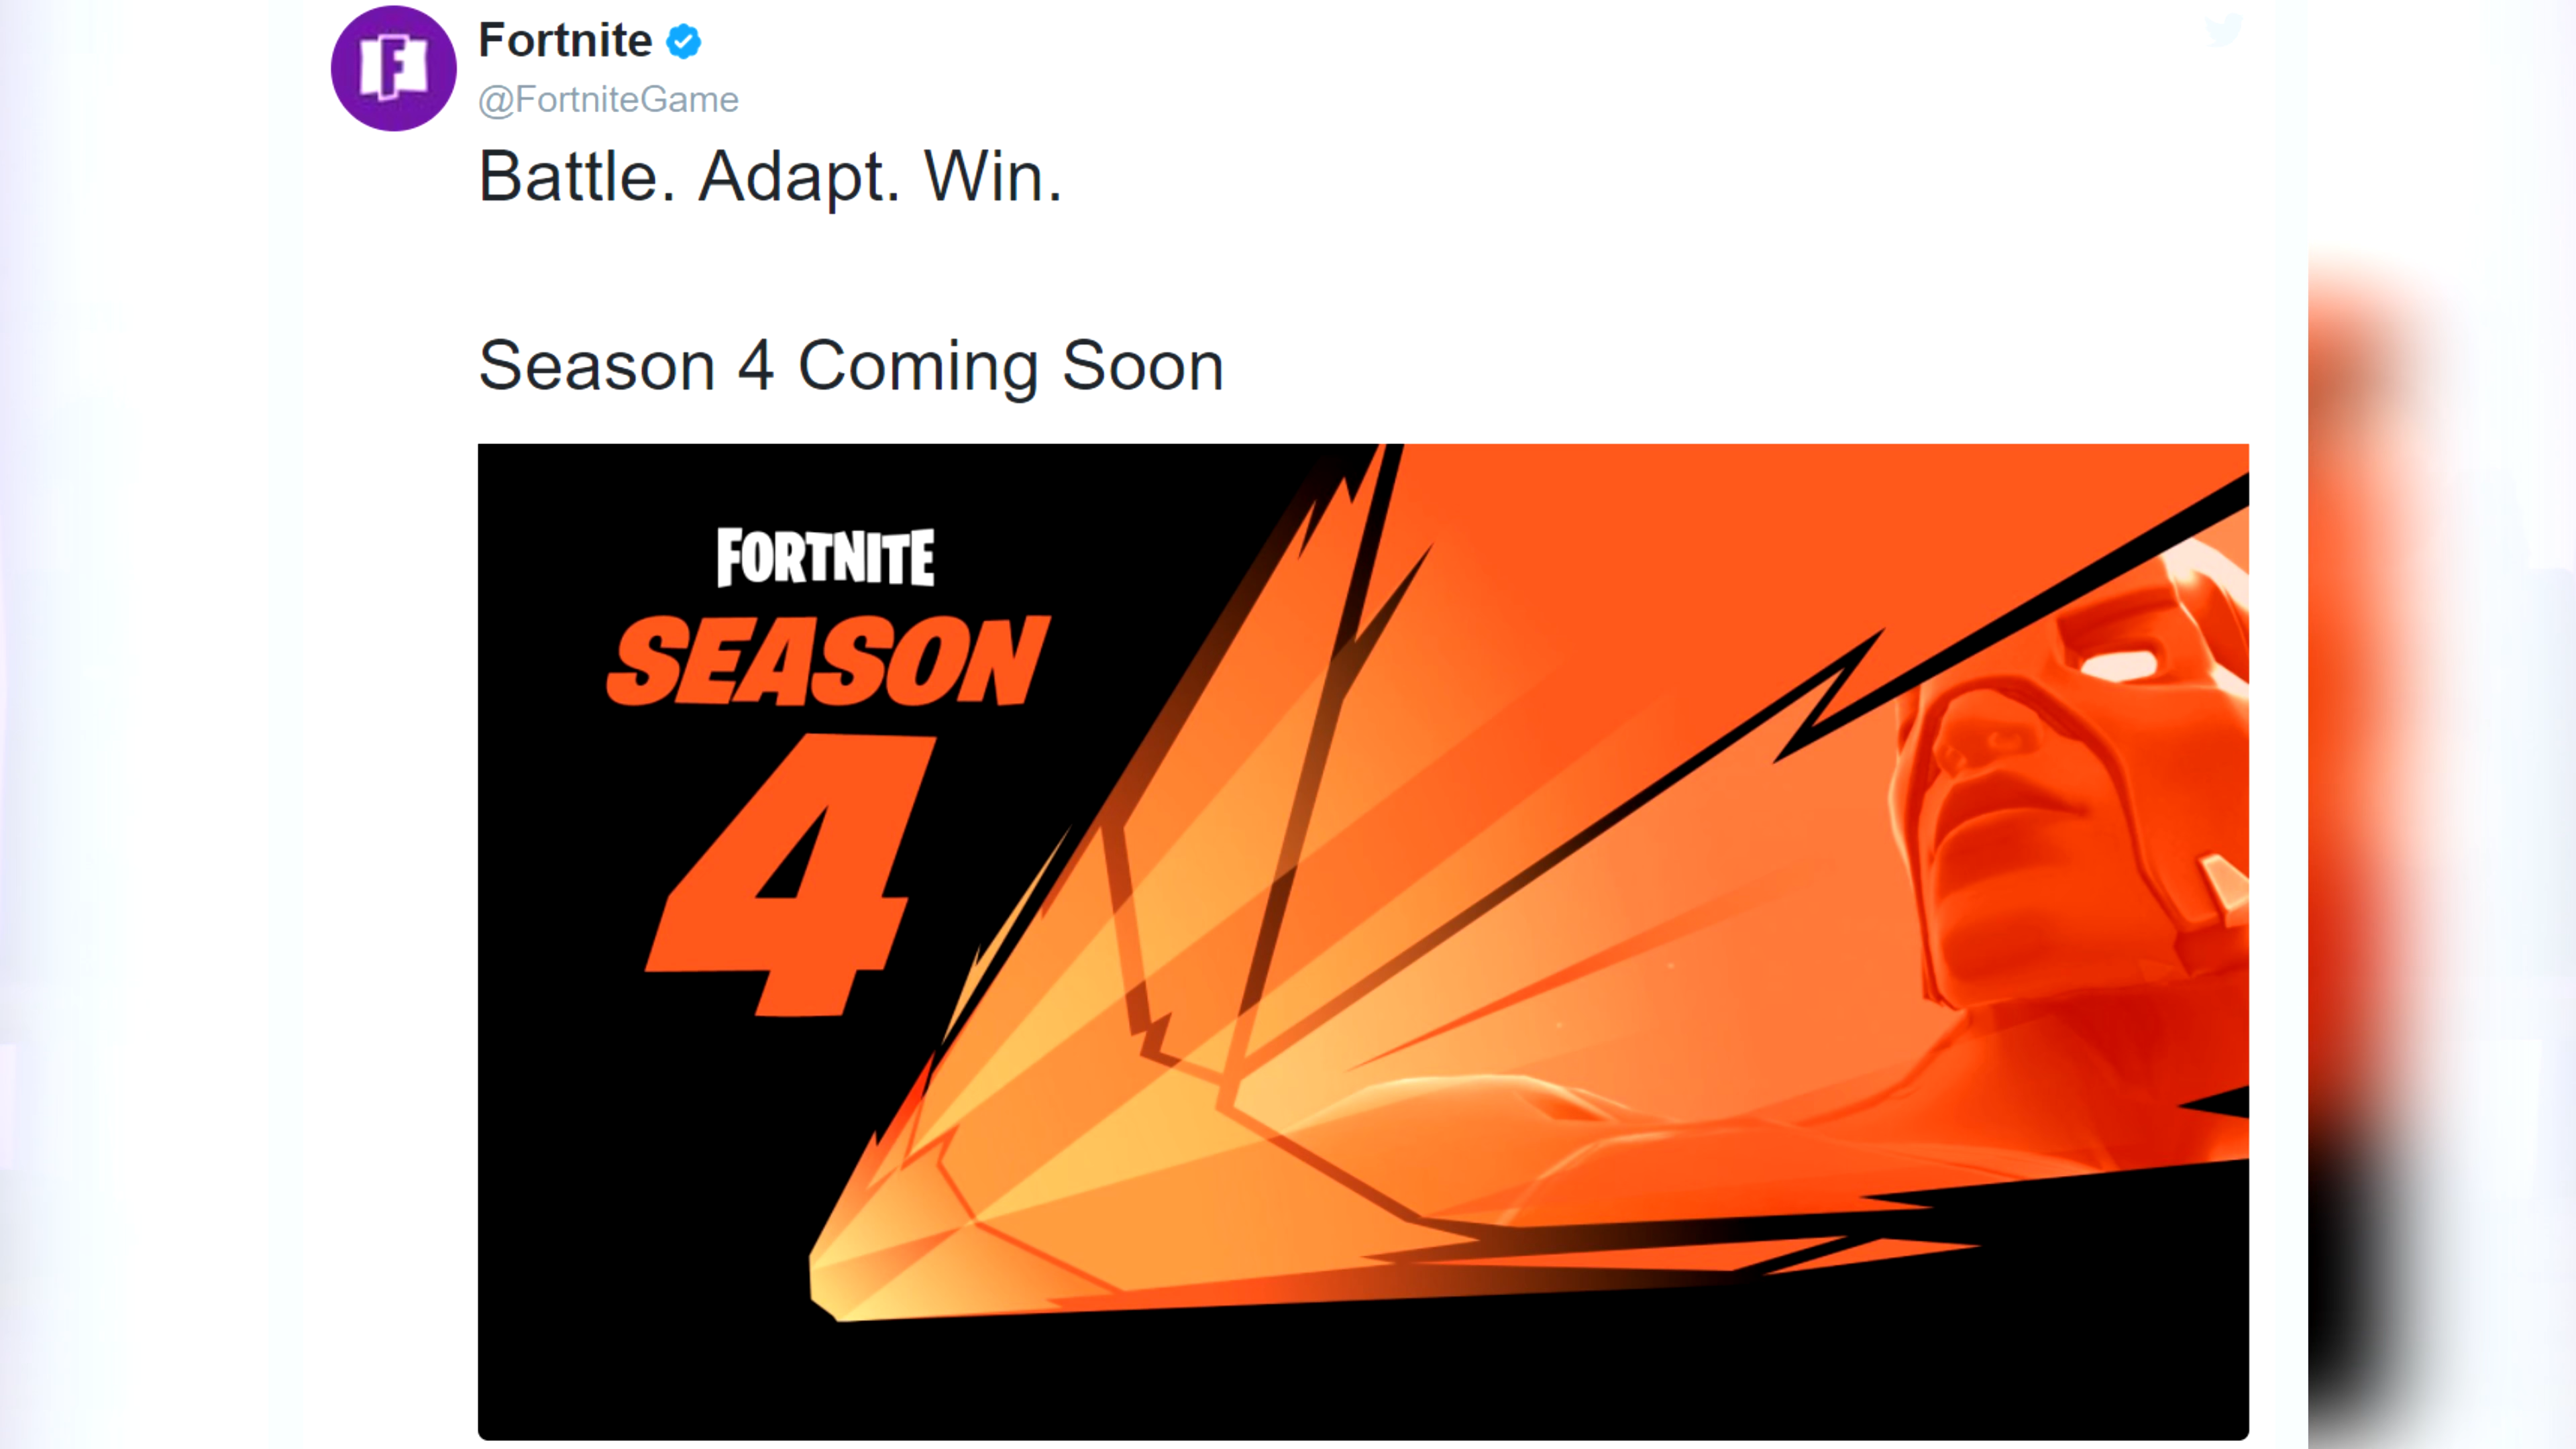 Fortnite
@FortniteGame
Battle. Adapt. Win.
Season 4 Coming Soon
FORTNITE
SEASON
4